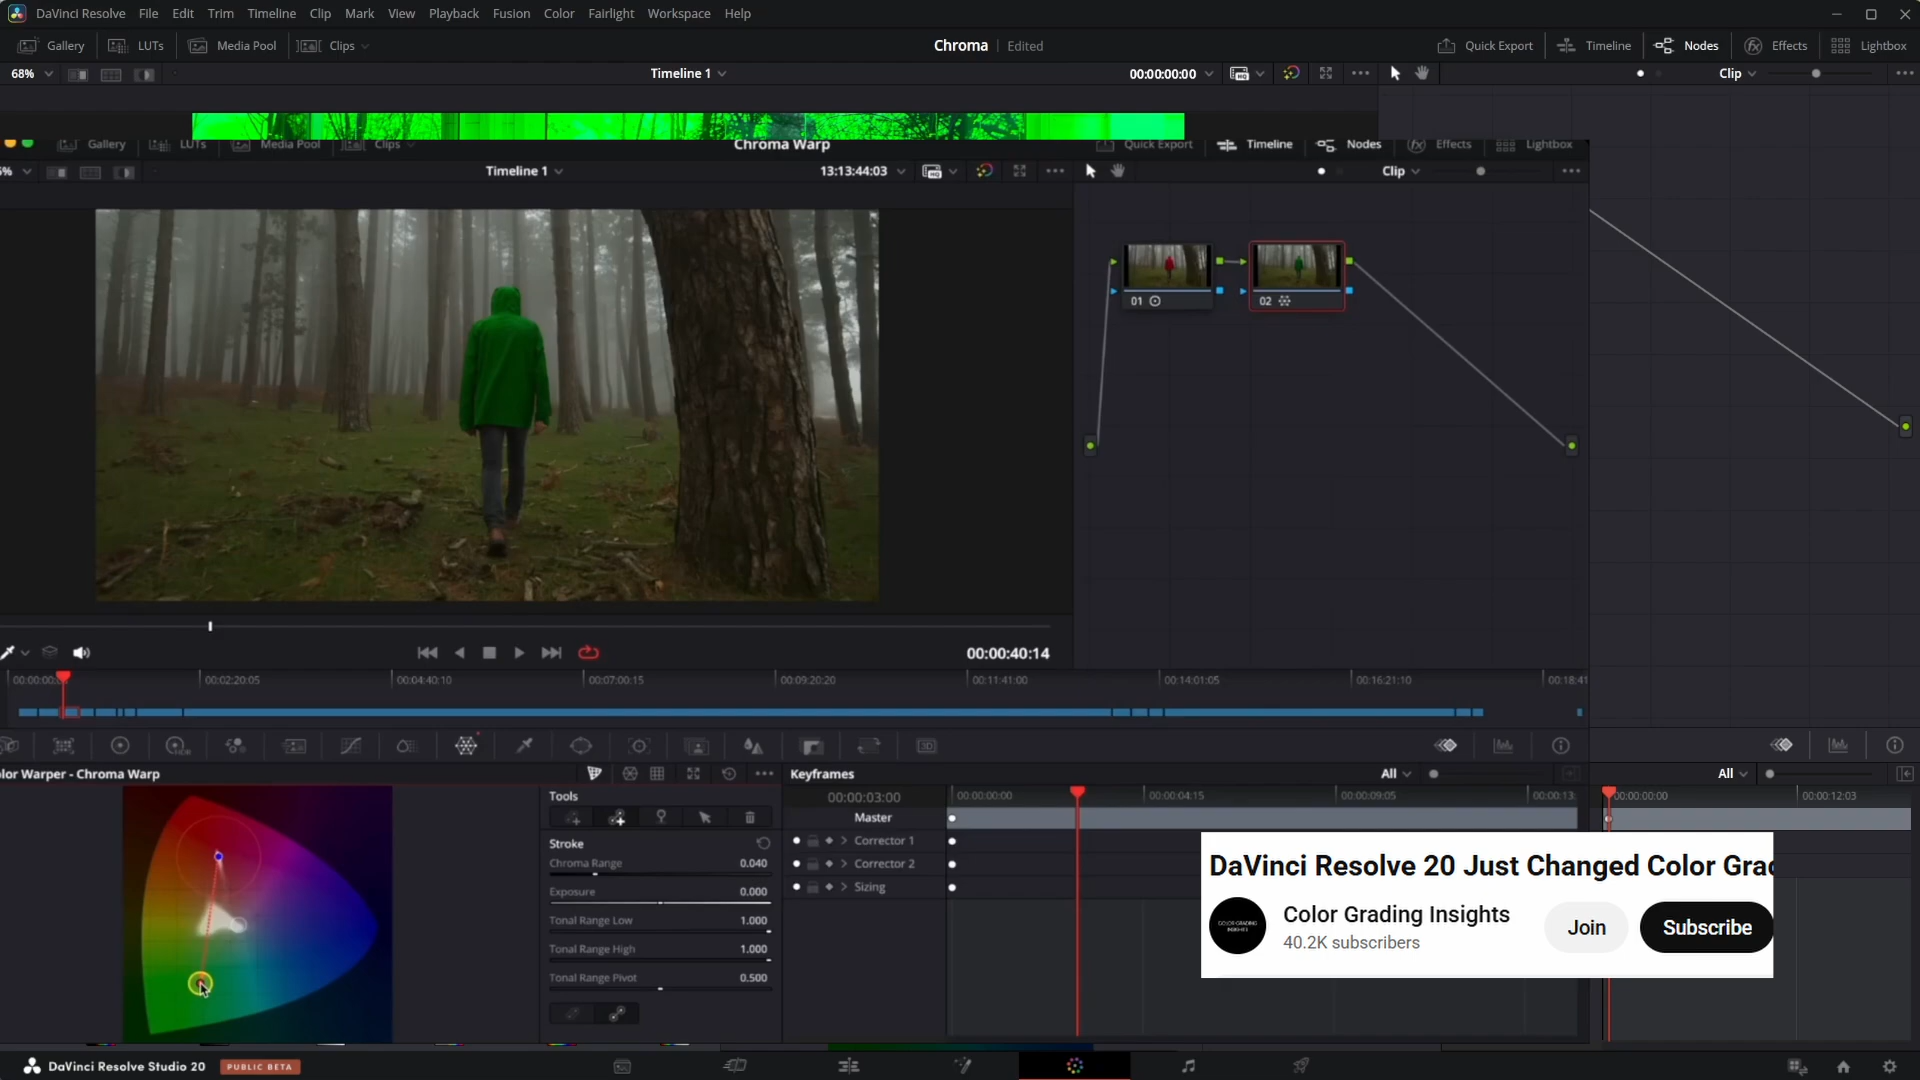 DaVinci Resolve File Edit Trim Timeline Clip Mark View Playback Fusion Color Fairlight Workspace Help
Gallery LUTs Media Pool Clips Chroma Edited Quick Export Timeline Nodes Effects Lightbox
68% Timeline 1 00:00:00:00 Clip
Gallery LUTs Media Pool Clips Chroma Warp Quick Export Timeline Nodes Effects Lightbox
Timeline 1 13:13:44:03 Clip
01 02
00:00:40:14
00:02:20:05 00:04:40:10 00:07:00:15 00:09:20:20 00:11:41:00 00:14:01:05 00:16:21:10 00:18:41
3D
lor Warper - Chroma Warp Keyframes All All
Tools 00:00:03:00 00:00:00:00 00:00:04:15 00:00:09:05 00:00:13: 00:00:00:00 00:00:12:03
Master
Stroke Corrector 1
Chroma Range 0.040 Corrector 2
Exposure 0.000 Sizing
Tonal Range Low 1.000
Tonal Range High 1.000
Tonal Range Pivot 0.500
DaVinci Resolve 20 Just Changed Color Grad
COLOR GRADING
INSIGHTS
Color Grading Insights
40.2K subscribers
Join
Subscribe
DaVinci Resolve Studio 20 PUBLIC BETA